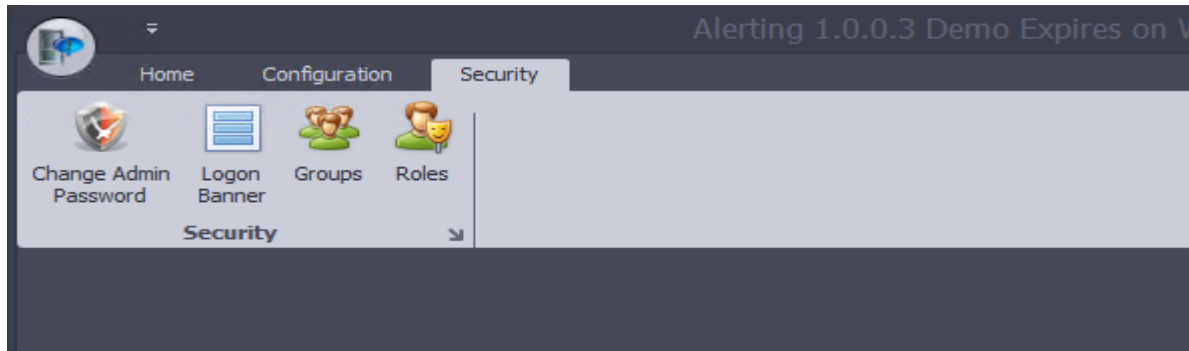 Alerting 1.0.0.3 Demo Expires on
Home Configuration Security
Change Admin Password
Logon Banner
Groups
Roles
Security